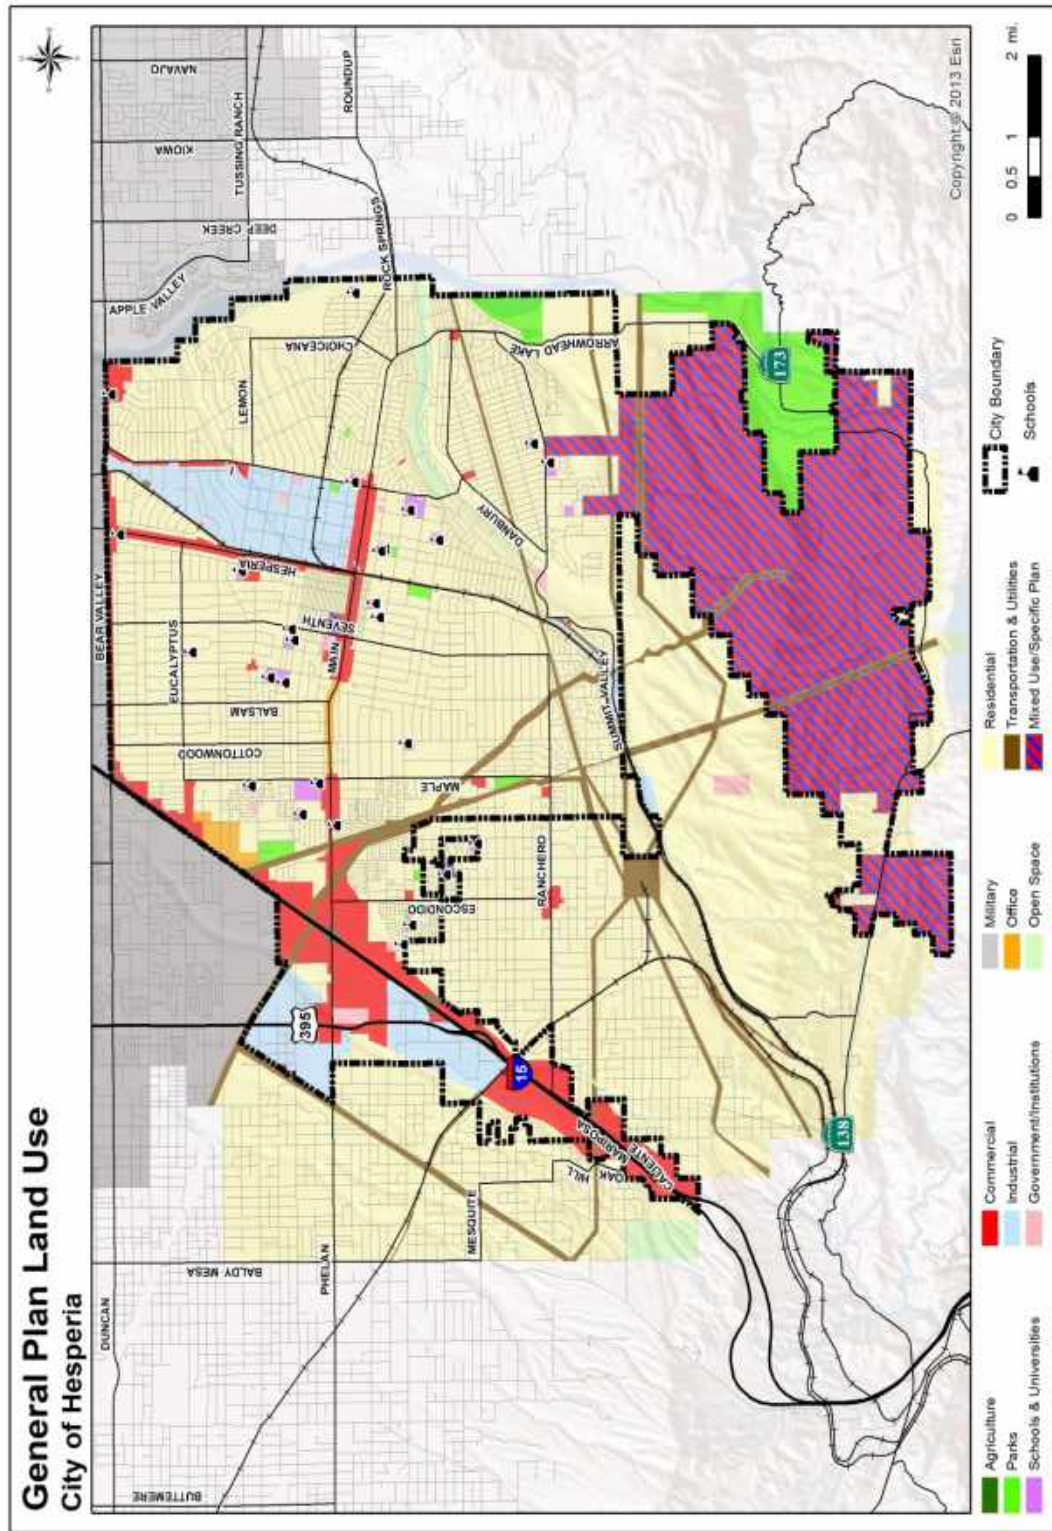 General Plan Land Use
City of Hesperia
NAVAJO
KIOWA
TUSSING RANCH
ROUNDUP
DEEP CREEK
APPLE VALLEY
ROCK SPRINGS
CHOICEANA
LEMON
BEAR VALLEY
HESPERIA
EUCALYPTUS
SEVENTH
MAIN
BALSAM
COTTONWOOD
MAPLE
DANBURY
ARROWHEAD LAKE
SUMMIT VALLEY
RANCHERO
ESCONDIDO
173
395
15
138
CALIENTE
MARIPOSA
OAK HILL
MESQUITE
PHELAN
BALDY MESA
DUNCAN
BUTTEMERE
Copyright © 2013 Esri
Agriculture
Parks
Schools & Universities
Commercial
Industrial
Government/Institutions
Military
Office
Open Space
Residential
Transportation & Utilities
Mixed Use/Specific Plan
City Boundary
Schools
0 0.5 1 2 mi.